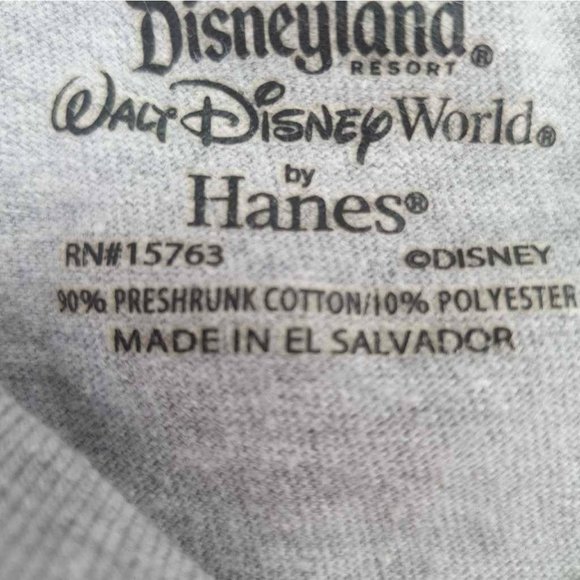 Disneyland®
RESORT
WALT DISNEY World®
by
Hanes®
RN#15763 ©DISNEY
90% PRESHRUNK COTTON/10% POLYESTER
MADE IN EL SALVADOR